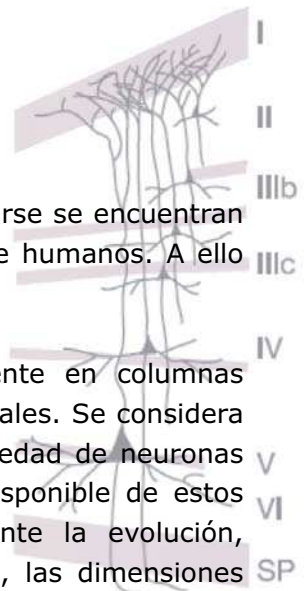 I
II
IIIb
rse se encuentran
e humanos. A ello
IIIc
IV
ente en columnas
ales. Se considera
edad de neuronas
V
sponible de estos
VI
nte la evolución,
, las dimensiones
SP